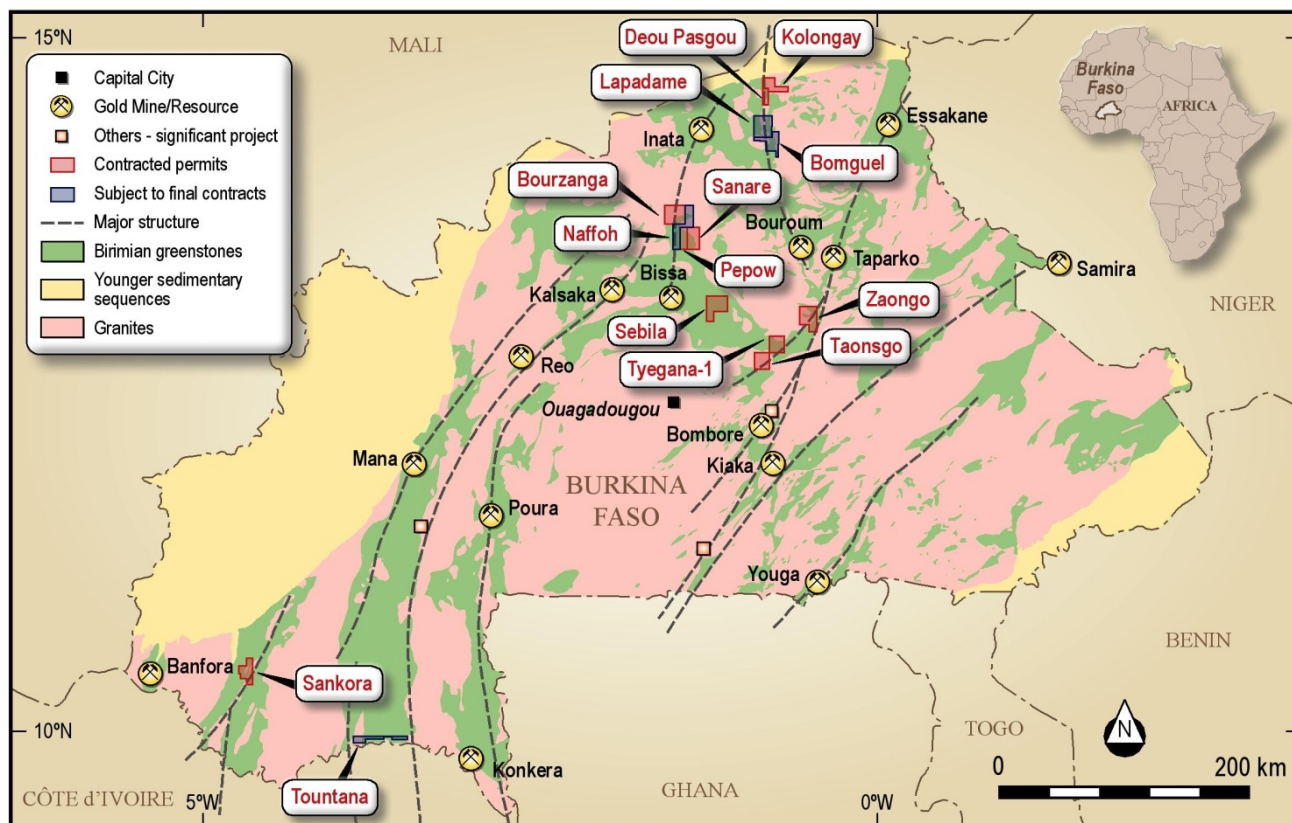 15ºN
MALI
Deou Pasgou
Kolongay
Lapadame
Burkina
Faso
AFRICA
Capital City
Gold Mine/Resource
Others - significant project
Contracted permits
Subject to final contracts
Major structure
Birimian greenstones
Younger sedimentary
sequences
Granites
Inata
Essakane
Bomguel
Bourzanga
Sanare
Naffoh
Bouroum
Pepow
Taparko
Samira
Bissa
Kalsaka
NIGER
Zaongo
Sebila
Tyegana-1
Taonsgo
Reo
Ouagadougou
Bombore
Mana
Kiaka
BURKINA
FASO
Poura
Youga
BENIN
Banfora
Sankora
10ºN
TOGO
N
Tountana
Konkera
GHANA
CÔTE d'IVOIRE
5ºW
0ºW
0
200 km